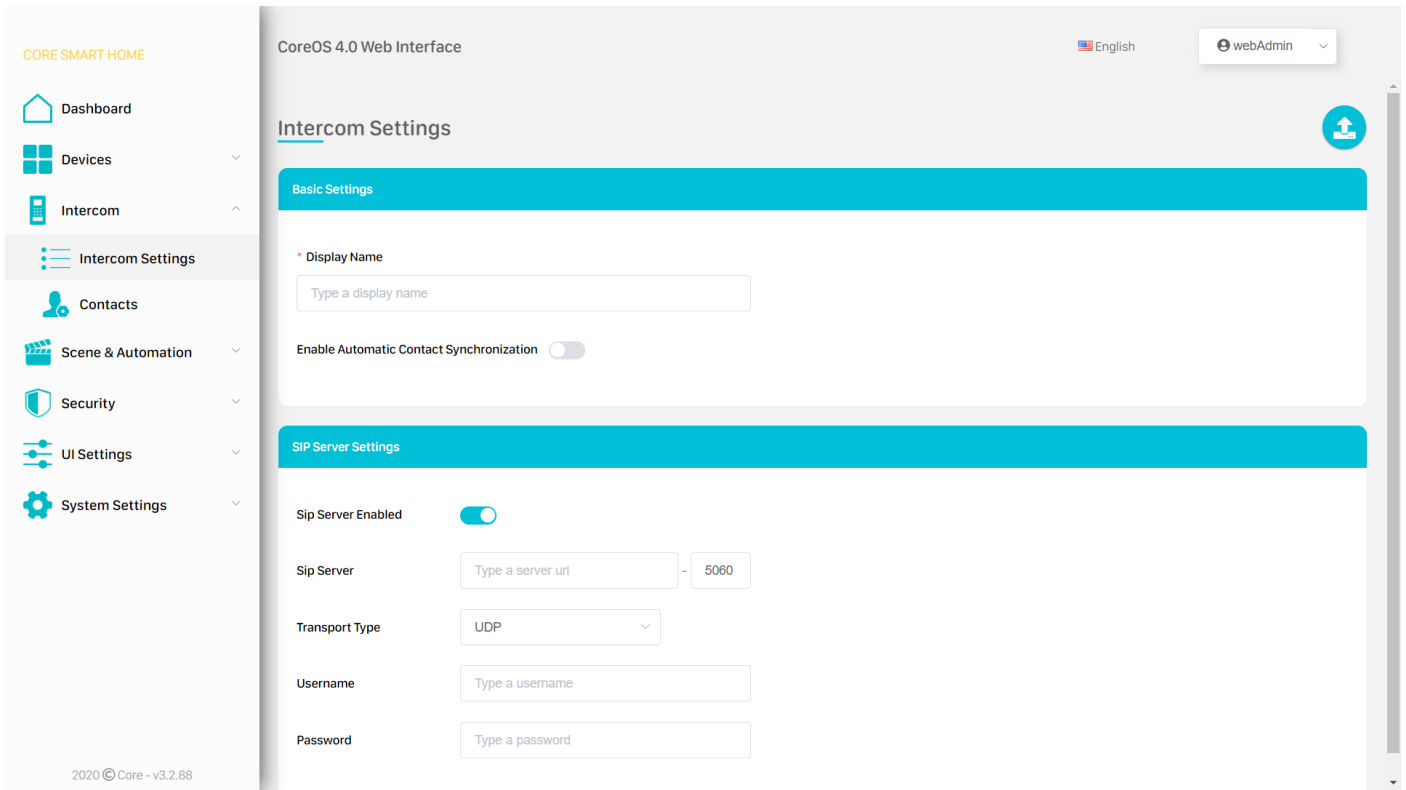 CORE SMART HOME
Dashboard
Devices
Intercom
Intercom Settings
Contacts
Scene & Automation
Security
UI Settings
System Settings
2020 © Core - v3.2.88
CoreOS 4.0 Web Interface
English
webAdmin
Intercom Settings
Basic Settings
* Display Name
Type a display name
Enable Automatic Contact Synchronization
SIP Server Settings
Sip Server Enabled
Sip Server Type a server url - 5060
Transport Type UDP
Username Type a username
Password Type a password